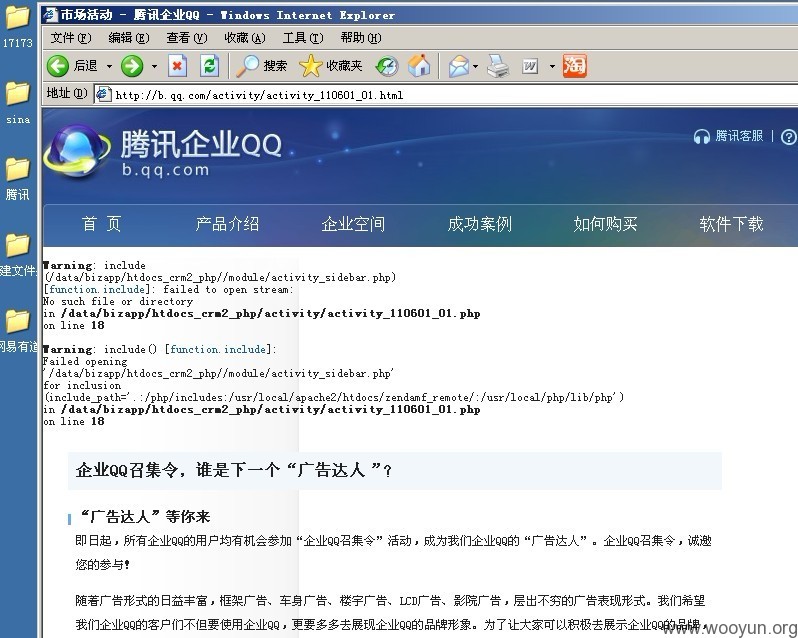 市场活动 - 腾讯企业QQ - Windows Internet Explorer
文件(F) 编辑(E) 查看(V) 收藏(A) 工具(T) 帮助(H)
后退 搜索 收藏夹 淘
地址(D) http://b.qq.com/activity/activity_110601_01.html
17173
sina
腾讯
建文件
网易有道
腾讯企业QQ
b.qq.com
腾讯客服 |
首 页 产品介绍 企业空间 成功案例 如何购买 软件下载
Warning: include
(/data/bizapp/htdocs_crm2_php//module/activity_sidebar.php)
[function.include]: failed to open stream:
No such file or directory
in /data/bizapp/htdocs_crm2_php/activity/activity_110601_01.php
on line 18
Warning: include() [function.include]:
Failed opening
'/data/bizapp/htdocs_crm2_php//module/activity_sidebar.php'
for inclusion
(include_path='.:/php/includes:/usr/local/apache2/htdocs/zendamf_remote/:/usr/local/php/lib/php')
in /data/bizapp/htdocs_crm2_php/activity/activity_110601_01.php
on line 18
企业QQ召集令，谁是下一个“广告达人 ”？
“广告达人”等你来
即日起，所有企业QQ的用户均有机会参加“企业QQ召集令”活动，成为我们企业QQ的“广告达人”。企业QQ召集令，诚邀
您的参与！
随着广告形式的日益丰富，框架广告、车身广告、楼宇广告、LCD广告、影院广告，层出不穷的广告表现形式。我们希望
我们企业QQ的客户们不但要使用企业QQ，更要多多去展现企业QQ的品牌形象。为了让大家可以积极去展示企业QQ的品牌，
www.wooyun.org